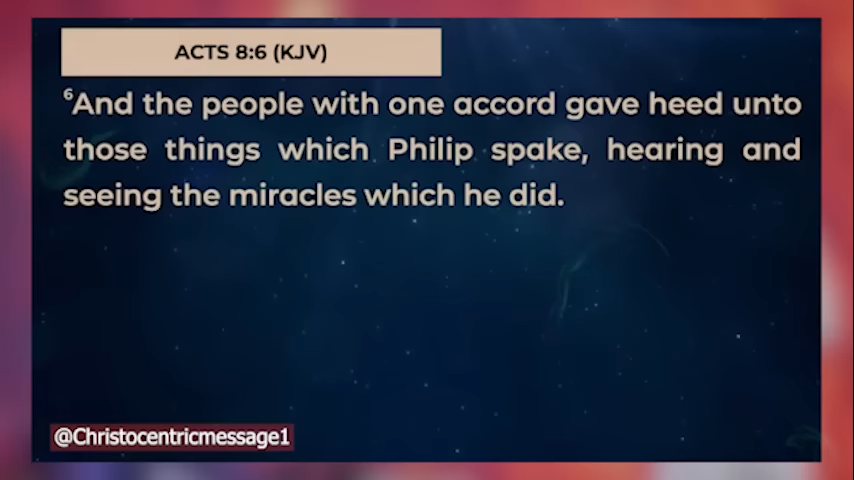 ACTS 8:6 (KJV)
⁶And the people with one accord gave heed unto
those things which Philip spake, hearing and
seeing the miracles which he did.
@Christocentricmessage1